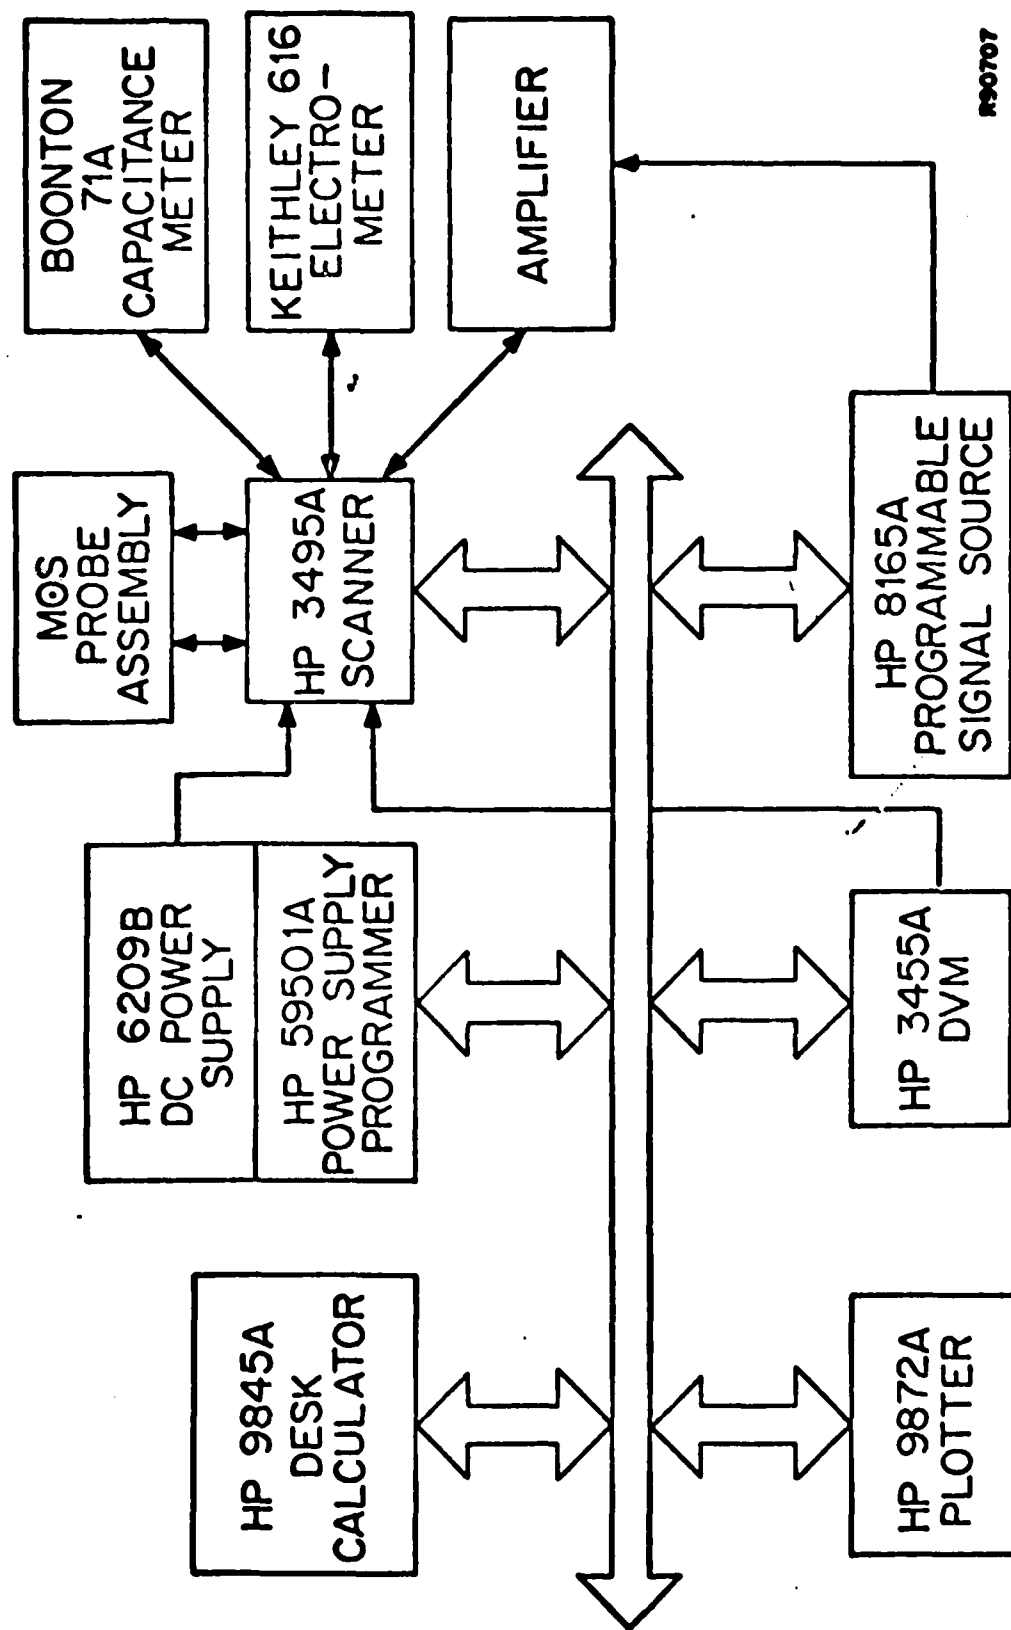 MOS
PROBE
ASSEMBLY
BOONTON
71A
CAPACITANCE
METER
HP 6209B
DC POWER
SUPPLY
HP 9845A
DESK
CALCULATOR
HP 59501A
POWER SUPPLY
PROGRAMMER
HP 3495A
SCANNER
KEITHLEY 616
ELECTRO-
METER
AMPLIFIER
HP 9872A
PLOTTER
HP 3455A
DVM
HP 8165A
PROGRAMMABLE
SIGNAL SOURCE
R90707